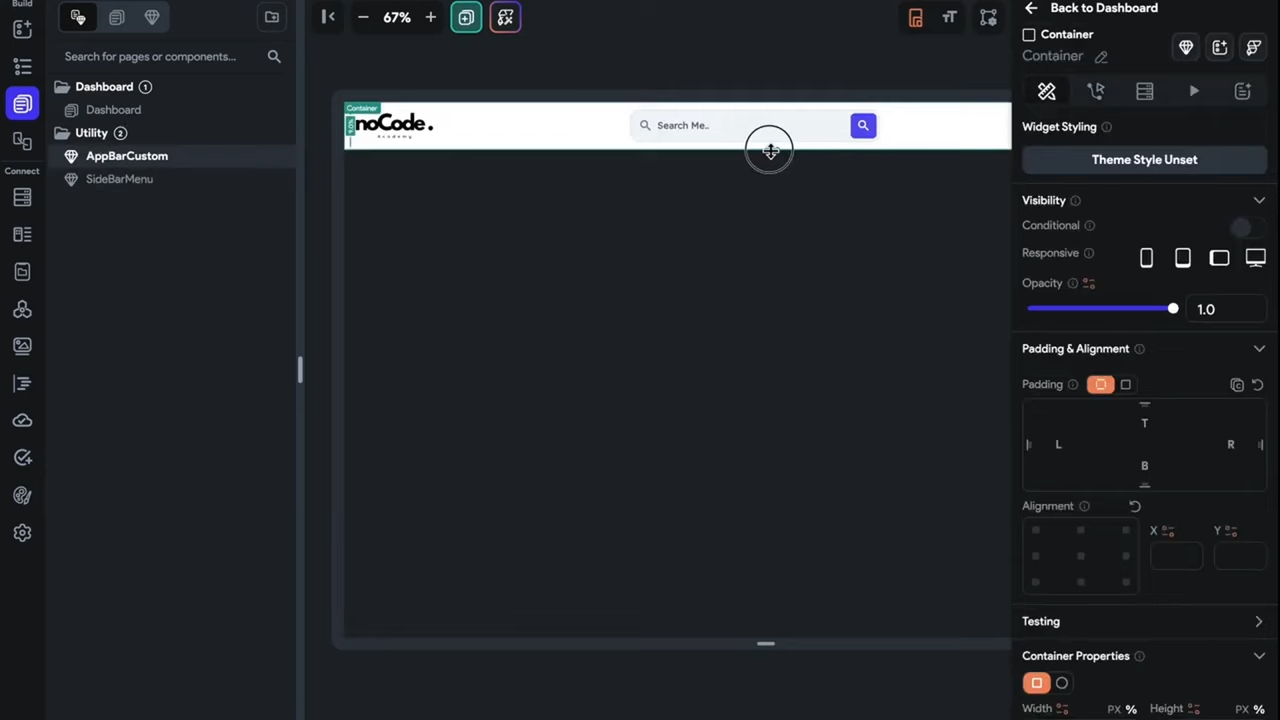 Build
67%
Back to Dashboard
Container
Container
Search for pages or components...
Dashboard 1
Dashboard
Utility 2
AppBarCustom
SideBarMenu
Connect
Container
noCode.
Academy
Search Me..
Widget Styling
Theme Style Unset
Visibility
Conditional
Responsive
Opacity
1.0
Padding & Alignment
Padding
T
L
R
B
Alignment
X
Y
Testing
Container Properties
Width PX % Height PX %